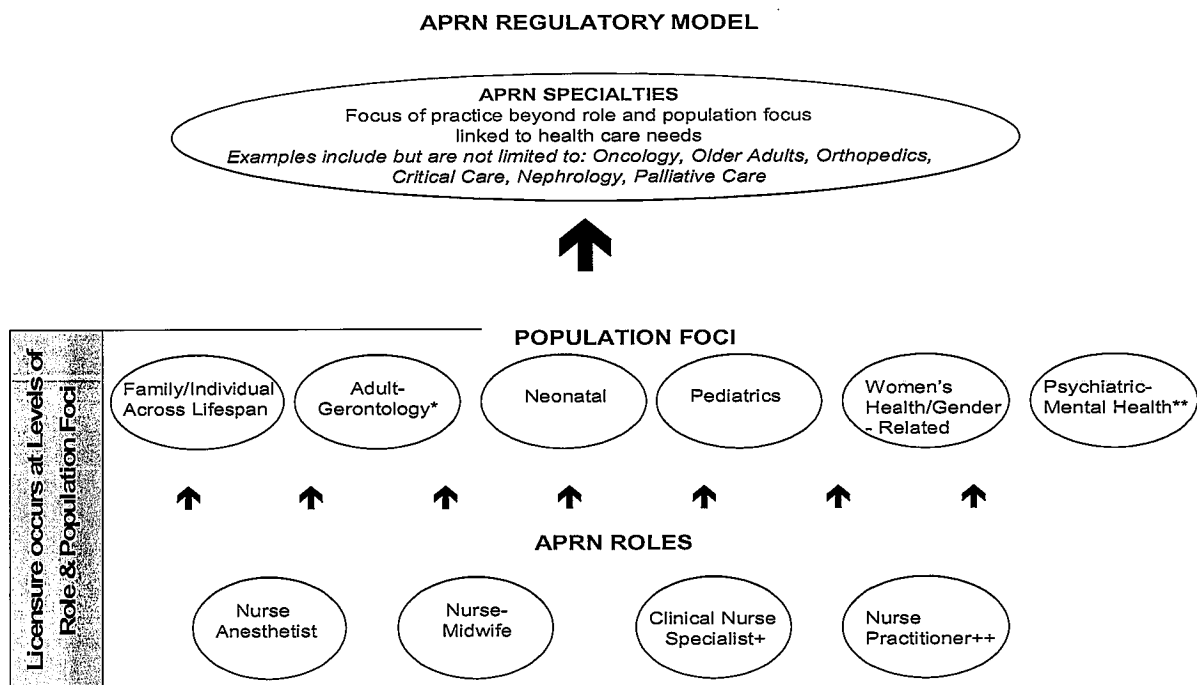 APRN REGULATORY MODEL
APRN SPECIALTIES
Focus of practice beyond role and population focus
linked to health care needs
Examples include but are not limited to: Oncology, Older Adults, Orthopedics,
Critical Care, Nephrology, Palliative Care
Licensure occurs at Levels of
Role & Population Foci
POPULATION FOCI
Family/Individual
Across Lifespan
Adult-
Gerontology*
Neonatal
Pediatrics
Women's
Health/Gender
- Related
Psychiatric-
Mental Health**
APRN ROLES
Nurse
Anesthetist
Nurse-
Midwife
Clinical Nurse
Specialist+
Nurse
Practitioner++